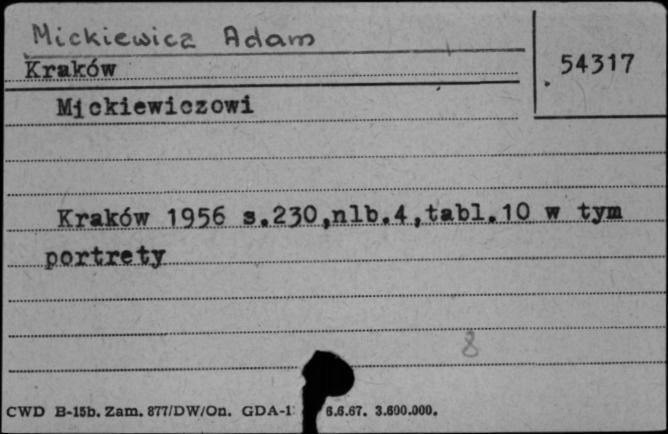 Mickiewicz Adam
Kraków
54317
Mickiewiczowi
Kraków 1956 s.230,nlb.4,tabl.10 w tym
portrety
8
CWD B-15b. Zam. 877/DW/On. GDA-1 6.6.67. 3.600.000.